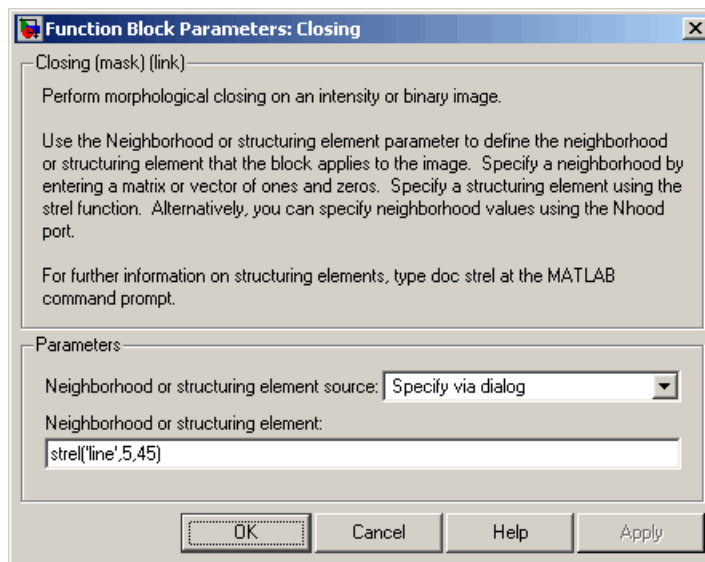 Function Block Parameters: Closing
Closing (mask) (link)
Perform morphological closing on an intensity or binary image.
Use the Neighborhood or structuring element parameter to define the neighborhood
or structuring element that the block applies to the image.  Specify a neighborhood by
entering a matrix or vector of ones and zeros.  Specify a structuring element using the
strel function.  Alternatively, you can specify neighborhood values using the Nhood
port.
For further information on structuring elements, type doc strel at the MATLAB
command prompt.
Parameters
Neighborhood or structuring element source: Specify via dialog
Neighborhood or structuring element:
strel('line',5,45)
OK Cancel Help Apply